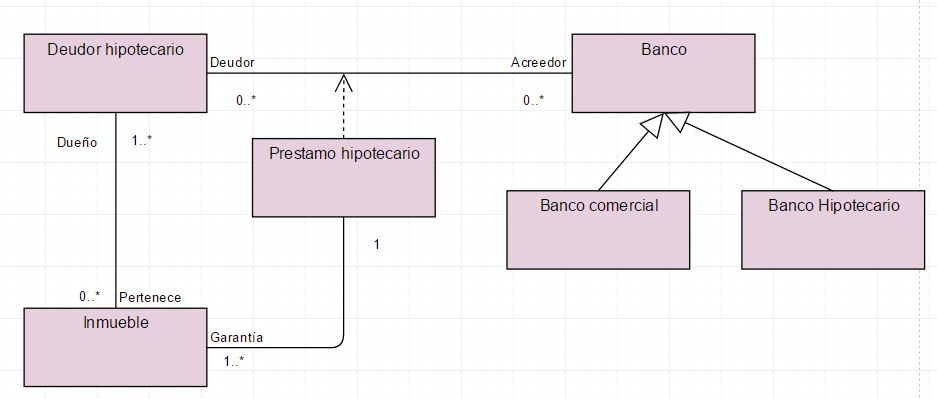 Deudor hipotecario
Banco
Deudor
Acreedor
0..*
0..*
Dueño
1..*
Prestamo hipotecario
Banco comercial
Banco Hipotecario
1
0..*
Pertenece
Inmueble
Garantía
1..*